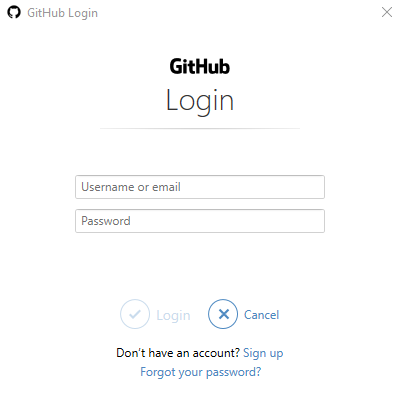 GitHub Login
GitHub
Login
Username or email
Password
Login Cancel
Don't have an account? Sign up
Forgot your password?